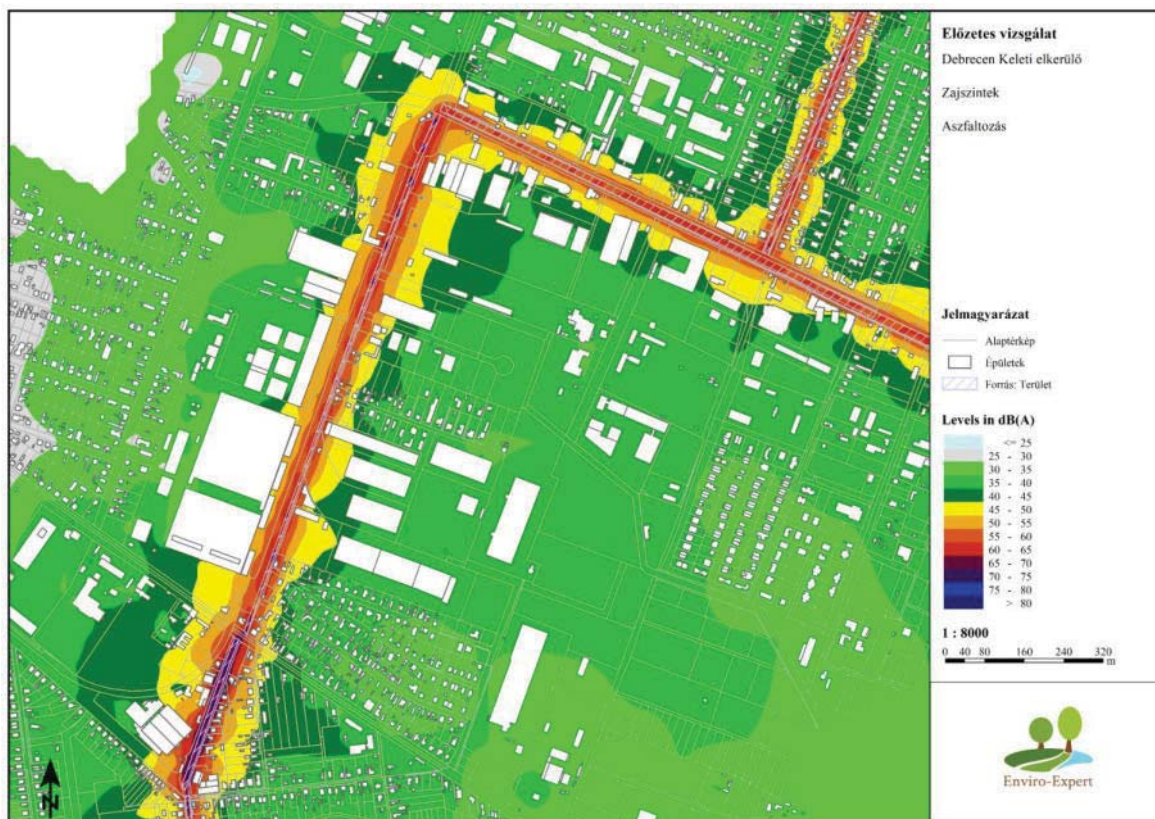 Előzetes vizsgálat
Debrecen Keleti elkerülő
Zajszintek
Aszfaltozás
Jelmagyarázat
Alaptérkép
Épületek
Forrás: Terület
Levels in dB(A)
<= 25
25 - 30
30 - 35
35 - 40
40 - 45
45 - 50
50 - 55
55 - 60
60 - 65
65 - 70
70 - 75
75 - 80
> 80
1 : 8000
0 40 80 160 240 320
m
Enviro-Expert
N